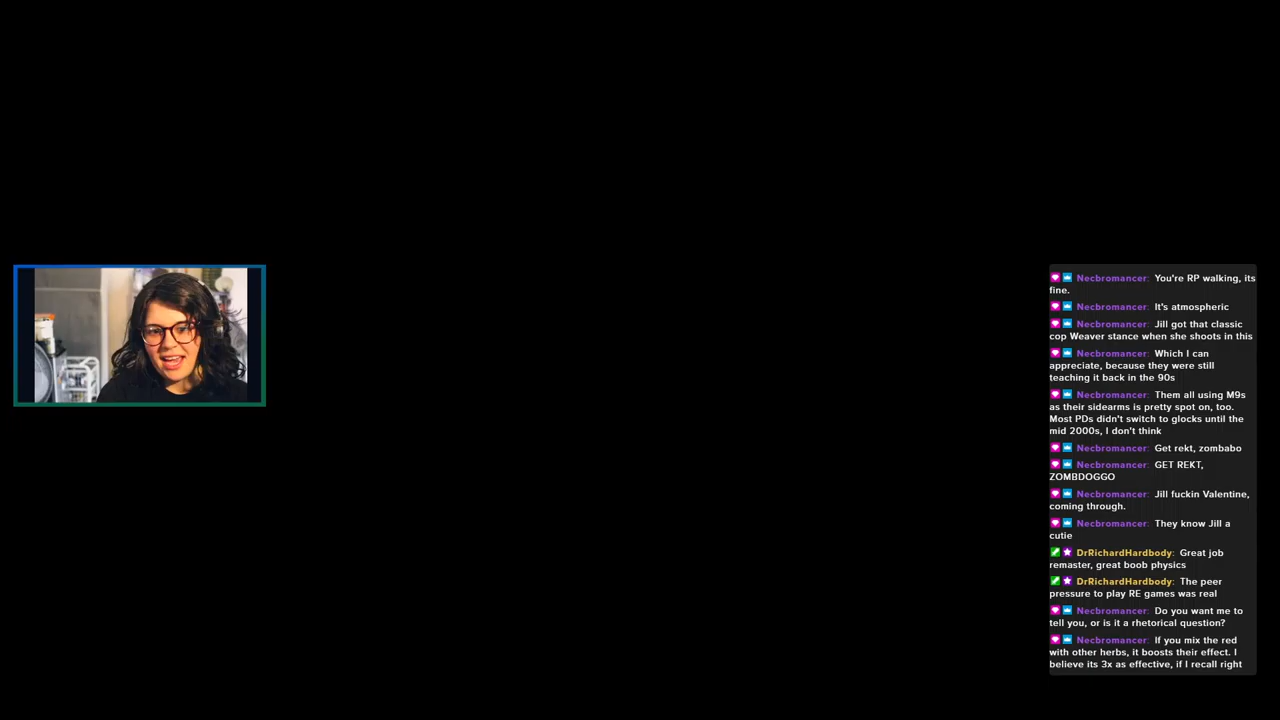 Necbromancer: You're RP walking, its
fine.
Necbromancer: It's atmospheric
Necbromancer: Jill got that classic
cop Weaver stance when she shoots in this
Necbromancer: Which I can
appreciate, because they were still
teaching it back in the 90s
Necbromancer: Them all using M9s
as their sidearms is pretty spot on, too.
Most PDs didn't switch to glocks until the
mid 2000s, I don't think
Necbromancer: Get rekt, zombabo
Necbromancer: GET REKT,
ZOMBDOGGO
Necbromancer: Jill fuckin Valentine,
coming through.
Necbromancer: They know Jill a
cutie
DrRichardHardbody: Great job
remaster, great boob physics
DrRichardHardbody: The peer
pressure to play RE games was real
Necbromancer: Do you want me to
tell you, or is it a rhetorical question?
Necbromancer: If you mix the red
with other herbs, it boosts their effect. I
believe its 3x as effective, if I recall right